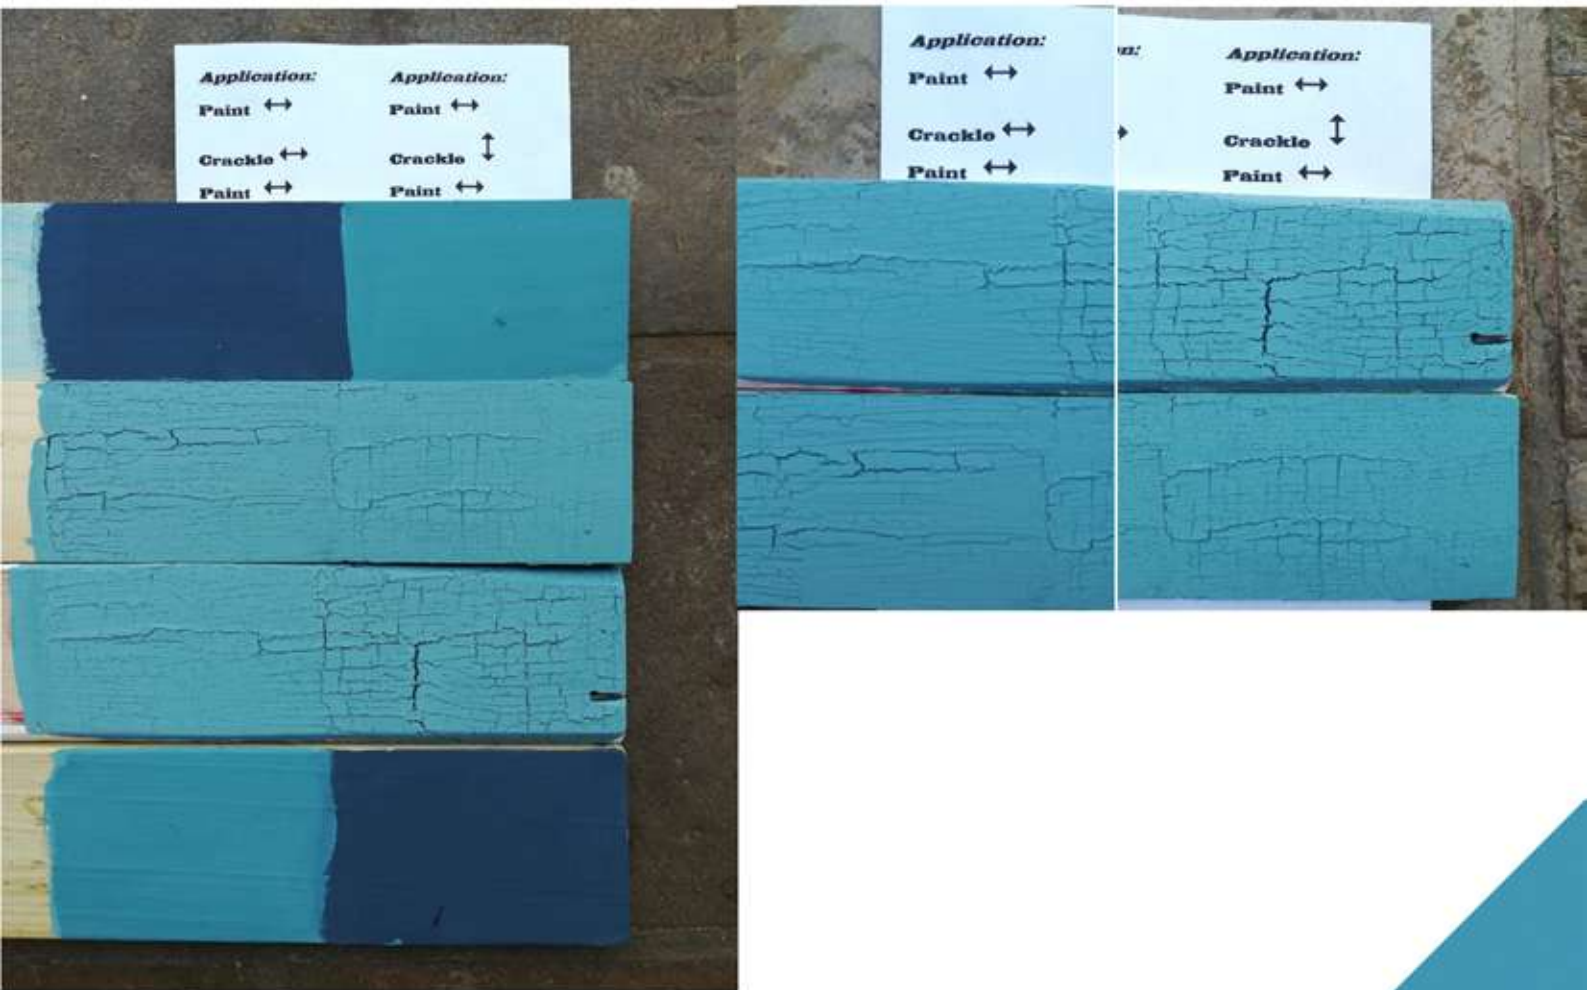 Application:
Paint ↔
Crackle ↔
Paint ↔
Application:
Paint ↔
Crackle ↕
Paint ↔
Application:
Paint ↔
Crackle ↔
Paint ↔
n:
Application:
Paint ↔
Crackle ↕
Paint ↔